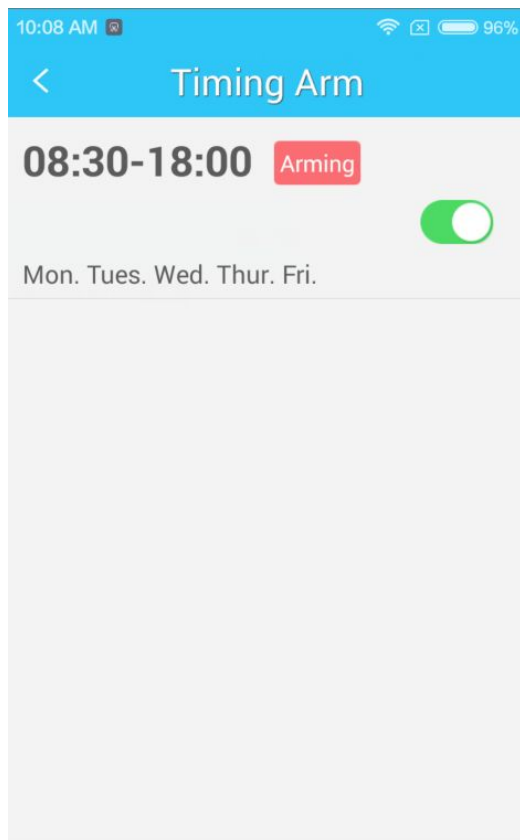 10:08 AM 96%
Timing Arm
08:30-18:00 Arming
Mon. Tues. Wed. Thur. Fri.